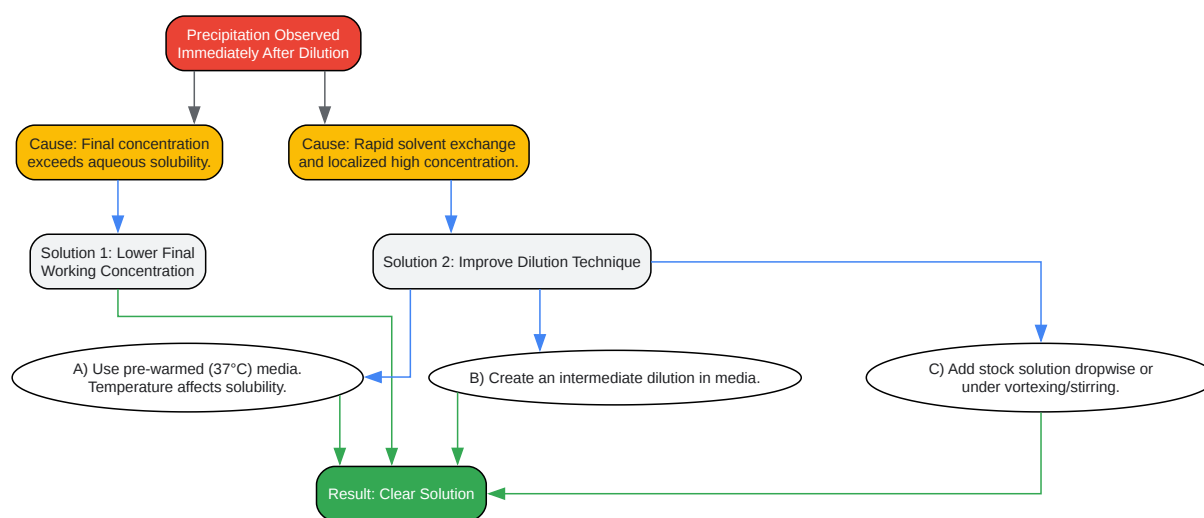 Precipitation Observed
Immediately After Dilution
Cause: Final concentration
exceeds aqueous solubility.
Cause: Rapid solvent exchange
and localized high concentration.
Solution 1: Lower Final
Working Concentration
Solution 2: Improve Dilution Technique
A) Use pre-warmed (37°C) media.
Temperature affects solubility.
B) Create an intermediate dilution in media.
C) Add stock solution dropwise or
under vortexing/stirring.
Result: Clear Solution